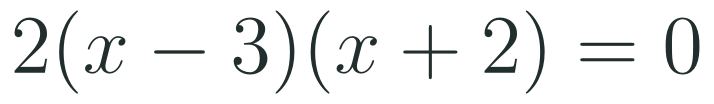 2(x − 3)(x + 2) = 0